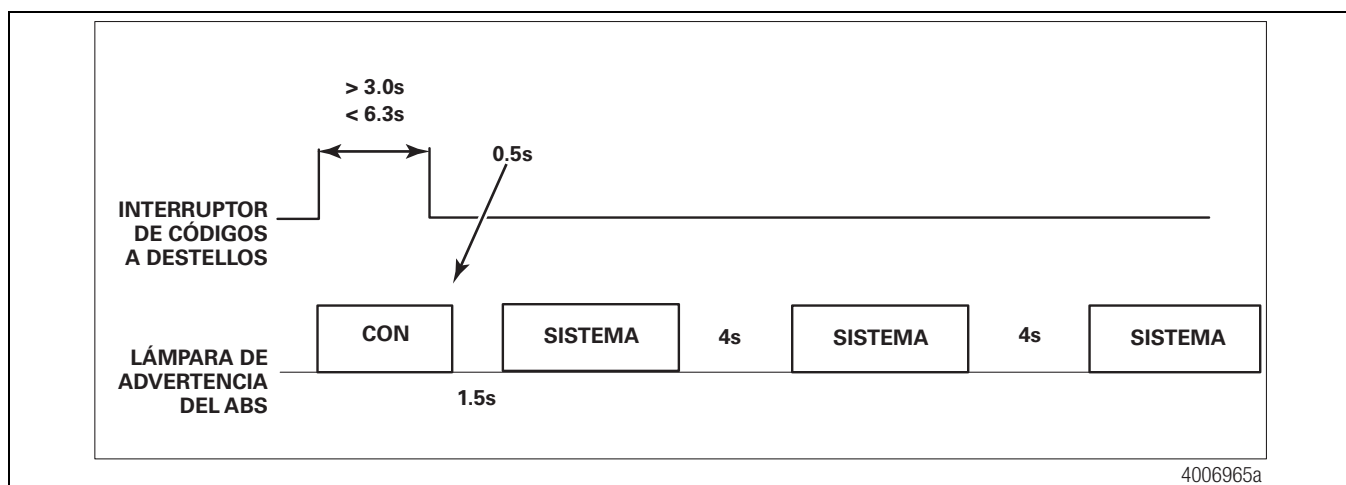 > 3.0s
< 6.3s
0.5s
INTERRUPTOR
DE CÓDIGOS
A DESTELLOS
CON
SISTEMA
4s
SISTEMA
4s
SISTEMA
LÁMPARA DE
ADVERTENCIA
DEL ABS
1.5s
4006965a